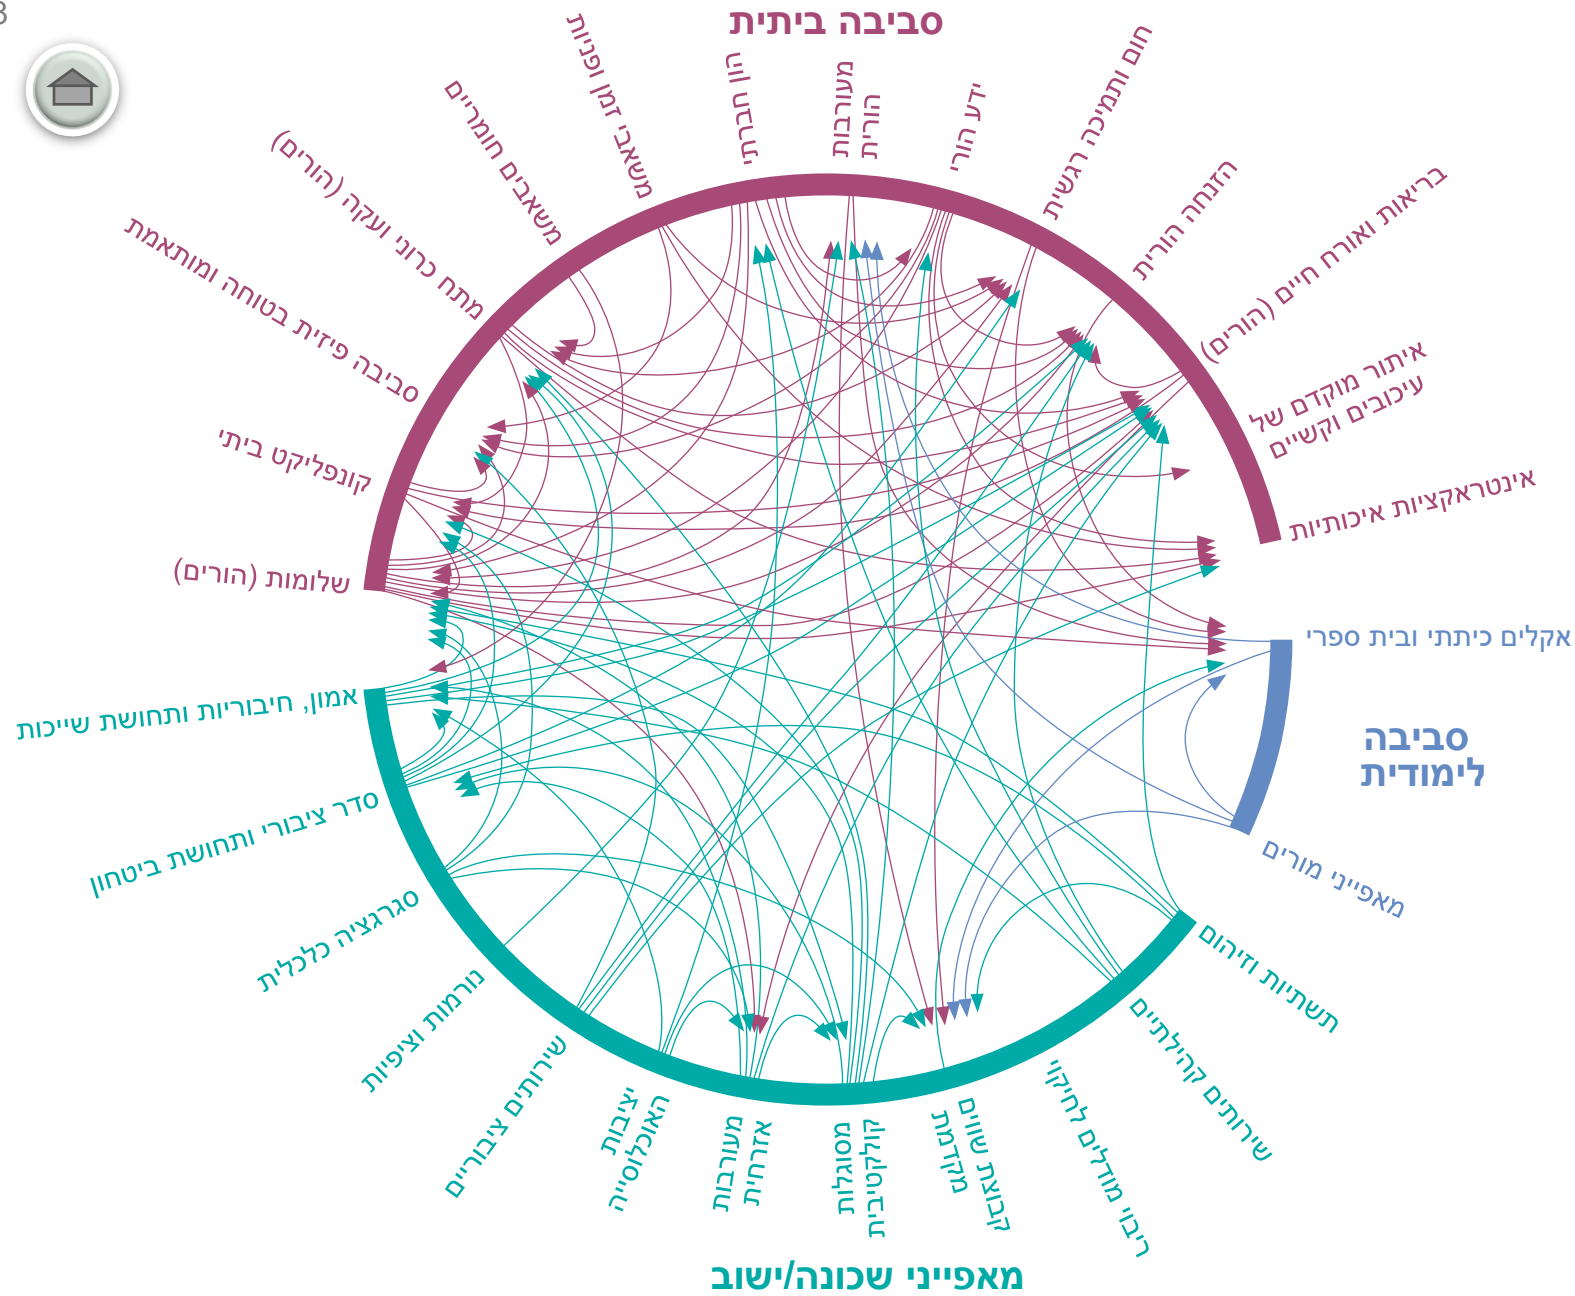 3
סביבה ביתית
שלומות (הורים)
קונפליקט ביתי
סביבה פיזית בטוחה ומותאמת
מתח כרוני ועקה (הורים)
משאבים חומריים
משאבי זמן ופניות
הון חברתי
מעורבות
הורית
ידע הורי
חום ותמיכה רגשית
הזנחה הורית
בריאות ואורח חיים (הורים)
איתור מוקדם של
עיכובים וקשיים
אינטראקציות איכותיות
אקלים כיתתי ובית ספרי
סביבה
לימודית
מאפייני מורים
תשתיות וזיהום
שירותים קהילתיים
ריבוי מודלים לחיקוי
קבוצת שווים
מקדמת
מסוגלות
קולקטיבית
מעורבות
אזרחית
יציבות
האוכלוסייה
שירותים ציבוריים
נורמות וציפיות
סגרגציה כלכלית
סדר ציבורי ותחושת ביטחון
אמון, חיבוריות ותחושת שייכות
מאפייני שכונה/ישוב